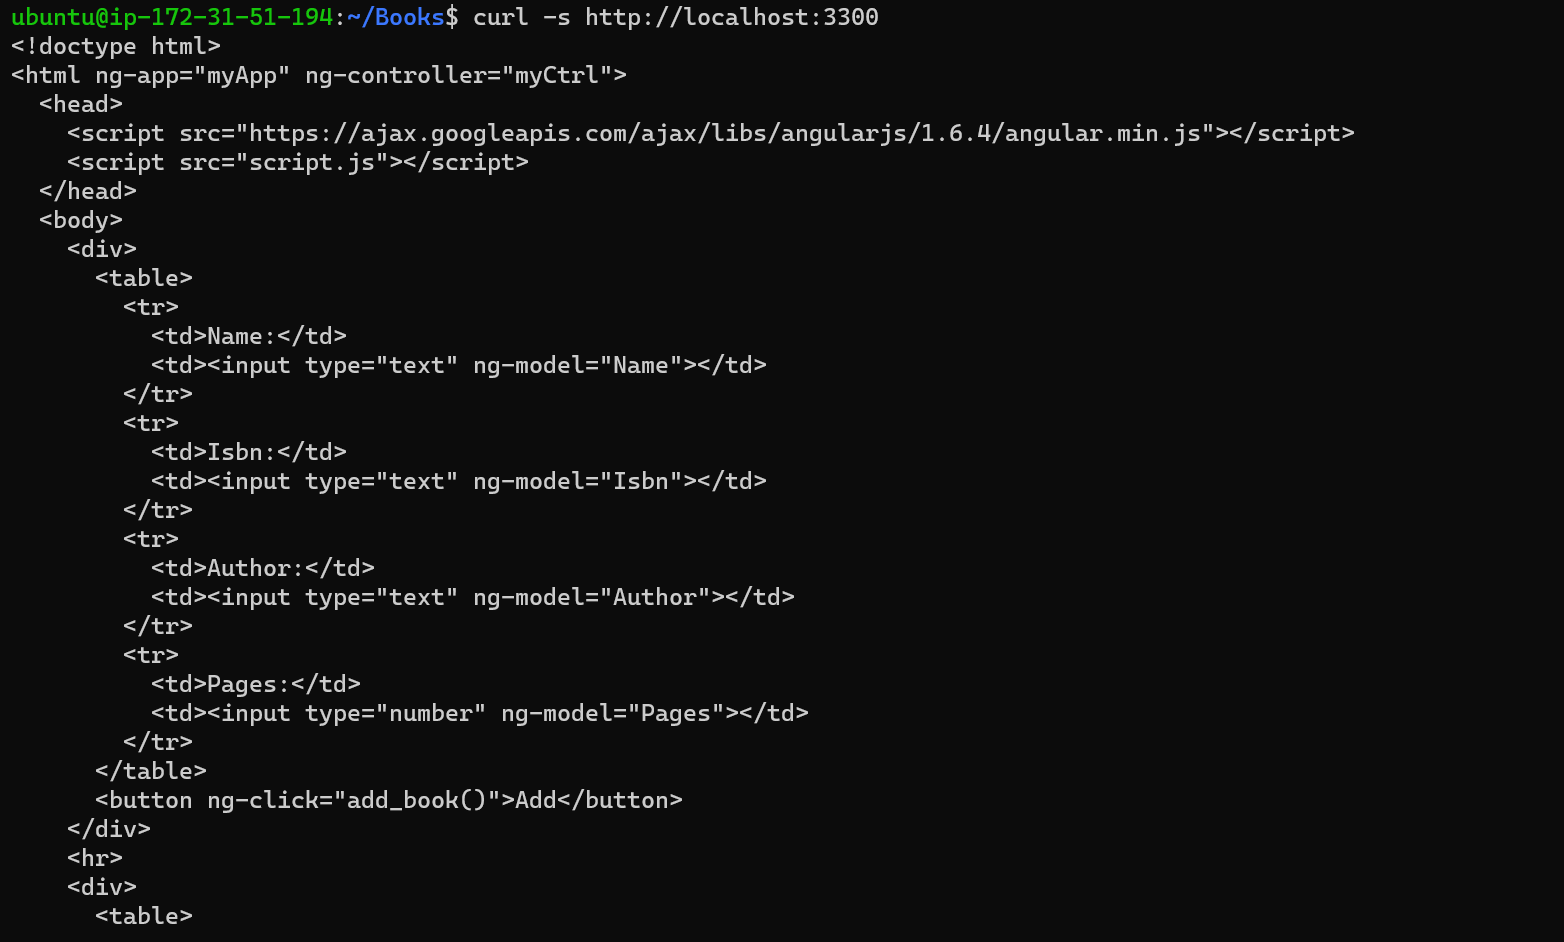 ubuntu@ip-172-31-51-194:~/Books$ curl -s http://localhost:3300
<!doctype html>
<html ng-app="myApp" ng-controller="myCtrl">
  <head>
    <script src="https://ajax.googleapis.com/ajax/libs/angularjs/1.6.4/angular.min.js"></script>
    <script src="script.js"></script>
  </head>
  <body>
    <div>
      <table>
        <tr>
          <td>Name:</td>
          <td><input type="text" ng-model="Name"></td>
        </tr>
        <tr>
          <td>Isbn:</td>
          <td><input type="text" ng-model="Isbn"></td>
        </tr>
        <tr>
          <td>Author:</td>
          <td><input type="text" ng-model="Author"></td>
        </tr>
        <tr>
          <td>Pages:</td>
          <td><input type="number" ng-model="Pages"></td>
        </tr>
      </table>
      <button ng-click="add_book()">Add</button>
    </div>
    <hr>
    <div>
      <table>